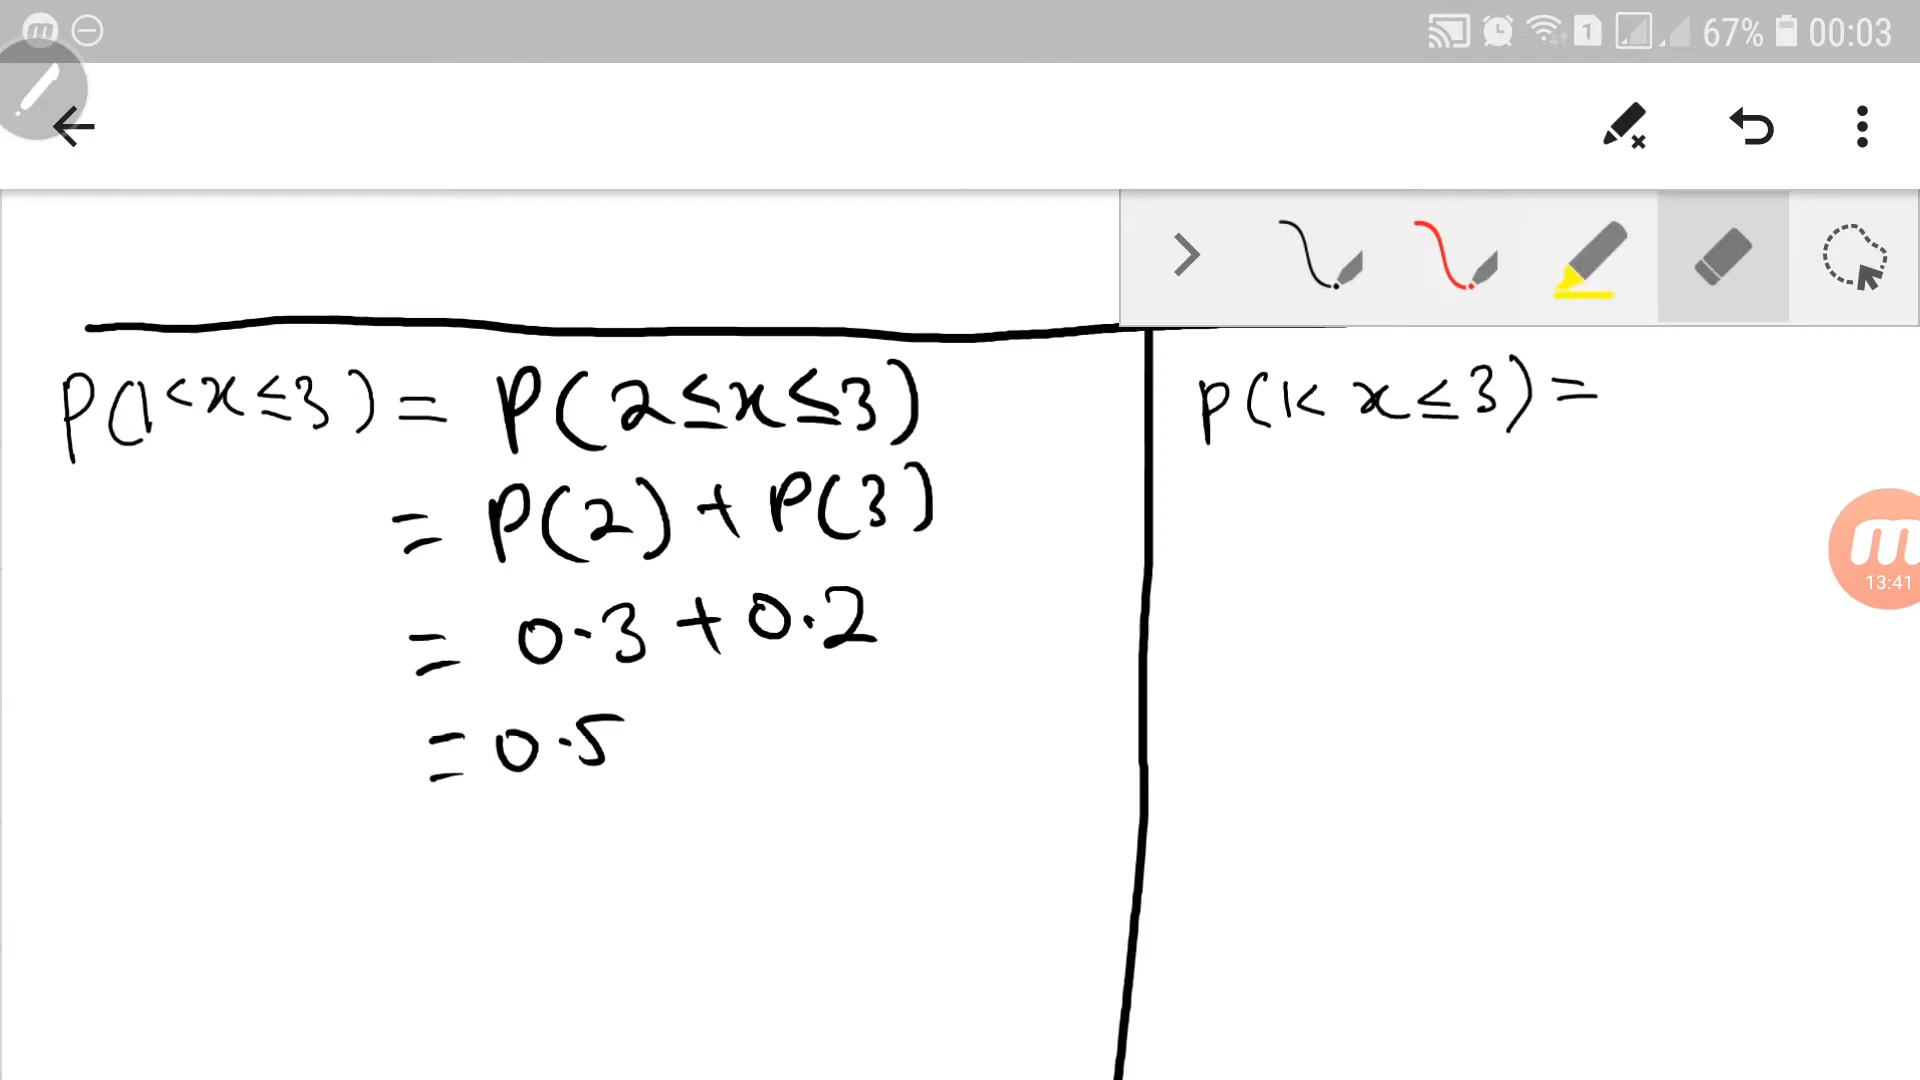 67% 00:03
P(1<x≤3) = P(2≤x≤3)
= P(2) + P(3)
= 0.3 + 0.2
= 0.5
P(1< x≤3) =
13:41